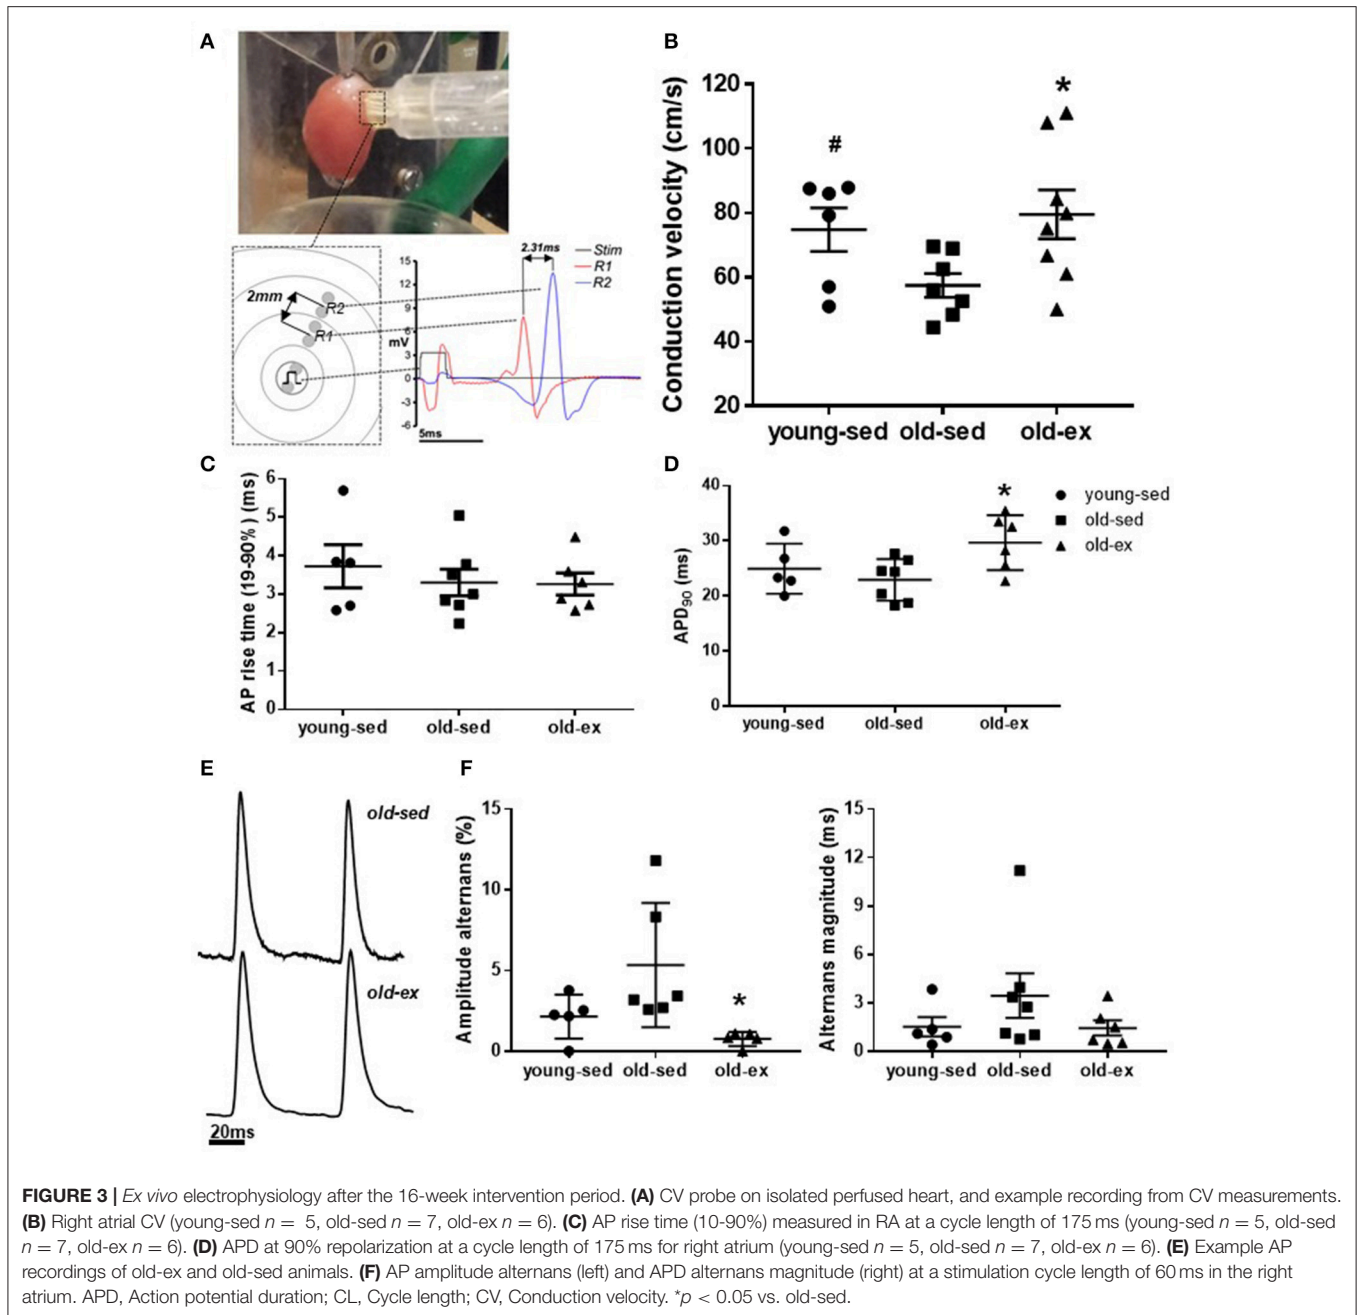 A
2mm
R2
R1
2.31ms
Stim
R1
R2
15
12
9
6
mV
3
0
-3
-6
5ms
B
Conduction velocity (cm/s)
120
100
80
60
40
20
#
*
young-sed old-sed old-ex
C
AP rise time (19-90%) (ms)
6
5
4
3
2
1
0
young-sed old-sed old-ex
D
APD90 (ms)
40
30
20
10
0
*
young-sed old-sed old-ex
young-sed
old-sed
old-ex
E
old-sed
old-ex
20ms
F
Amplitude alternans (%)
15
10
5
0
*
young-sed old-sed old-ex
Alternans magnitude (ms)
15
12
9
6
3
0
young-sed old-sed old-ex
FIGURE 3 | Ex vivo electrophysiology after the 16-week intervention period. (A) CV probe on isolated perfused heart, and example recording from CV measurements.
(B) Right atrial CV (young-sed n = 5, old-sed n = 7, old-ex n = 6). (C) AP rise time (10-90%) measured in RA at a cycle length of 175 ms (young-sed n = 5, old-sed
n = 7, old-ex n = 6). (D) APD at 90% repolarization at a cycle length of 175 ms for right atrium (young-sed n = 5, old-sed n = 7, old-ex n = 6). (E) Example AP
recordings of old-ex and old-sed animals. (F) AP amplitude alternans (left) and APD alternans magnitude (right) at a stimulation cycle length of 60 ms in the right
atrium. APD, Action potential duration; CL, Cycle length; CV, Conduction velocity. *p < 0.05 vs. old-sed.